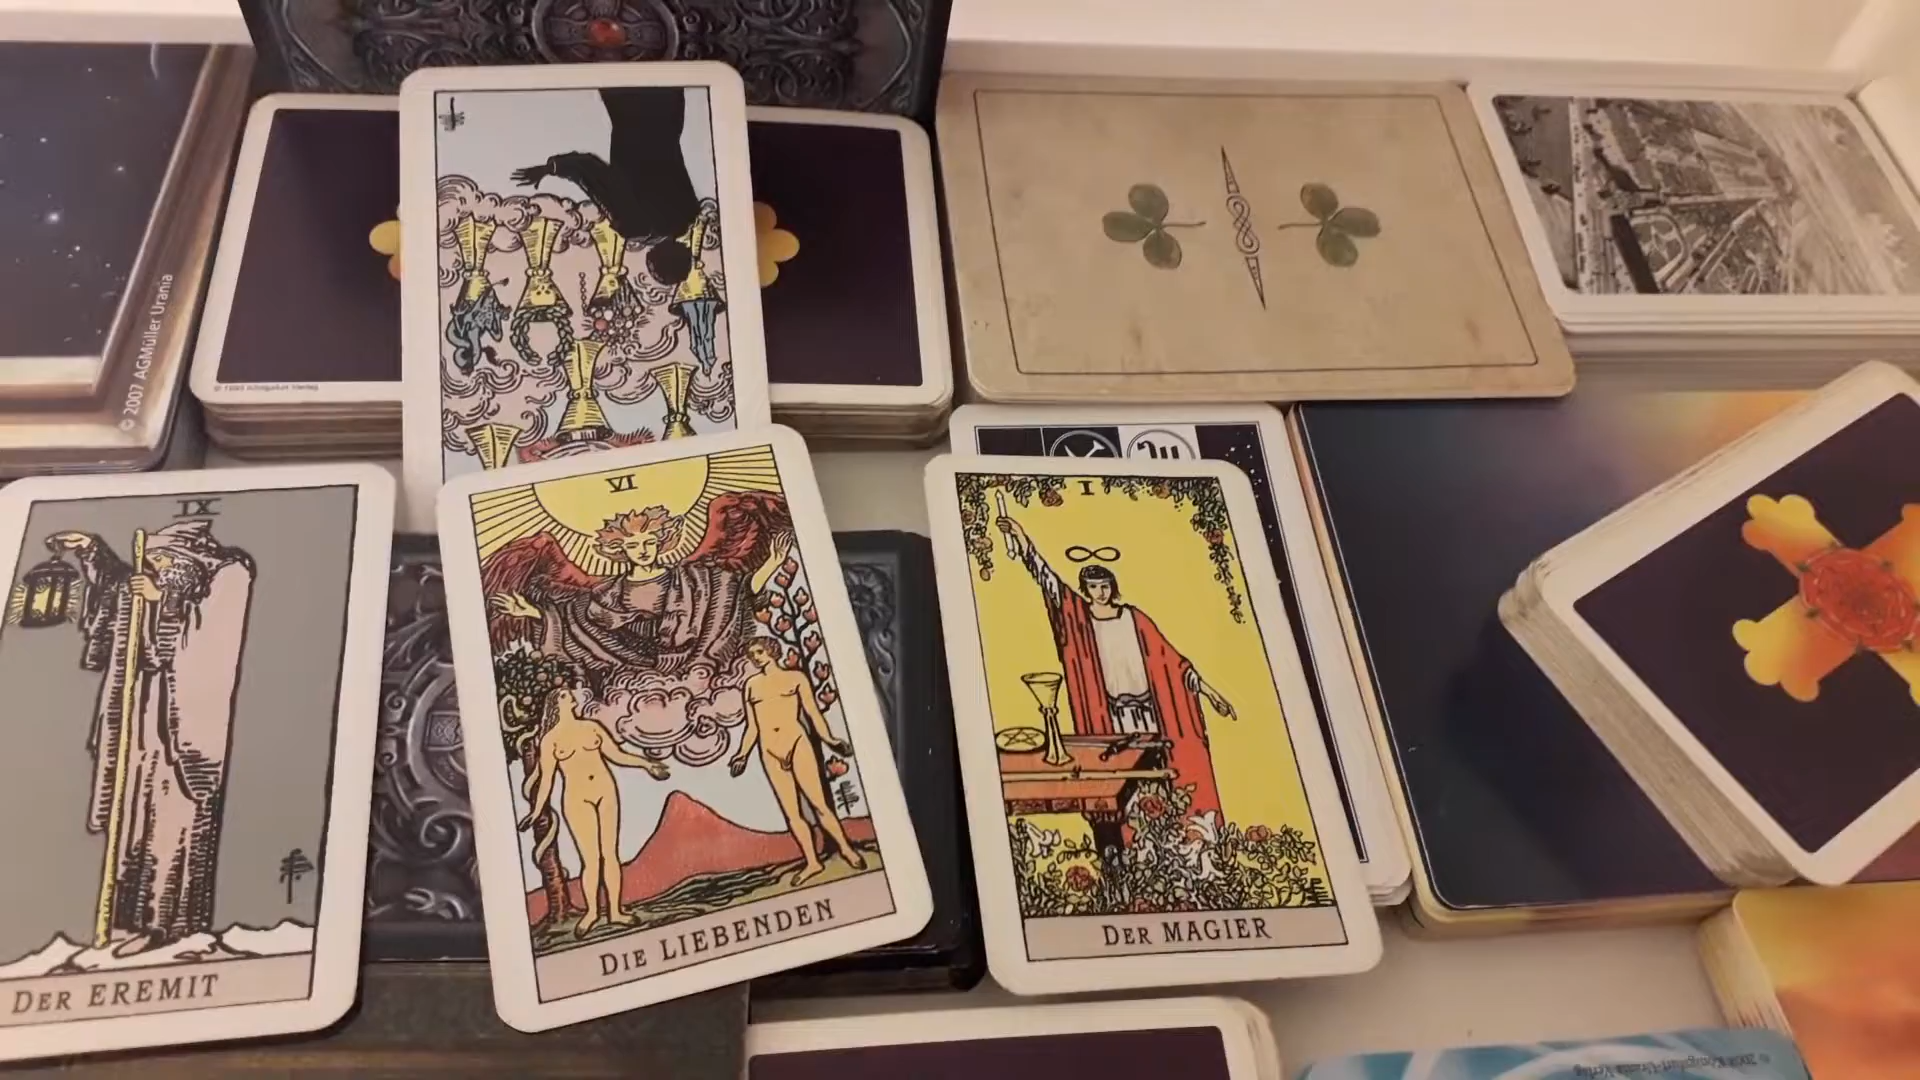 © 2007 AGMüller Urania
VI
IX
I
DIE LIEBENDEN
DER MAGIER
DER EREMIT